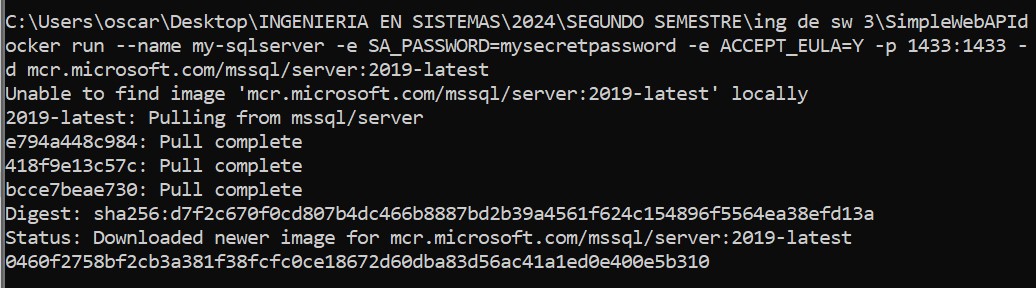 C:\Users\oscar\Desktop\INGENIERIA EN SISTEMAS\2024\SEGUNDO SEMESTRE\ing de sw 3\SimpleWebAPId
ocker run --name my-sqlserver -e SA_PASSWORD=mysecretpassword -e ACCEPT_EULA=Y -p 1433:1433 -
d mcr.microsoft.com/mssql/server:2019-latest
Unable to find image 'mcr.microsoft.com/mssql/server:2019-latest' locally
2019-latest: Pulling from mssql/server
e794a448c984: Pull complete
418f9e13c57c: Pull complete
bcce7beae730: Pull complete
Digest: sha256:d7f2c670f0cd807b4dc466b8887bd2b39a4561f624c154896f5564ea38efd13a
Status: Downloaded newer image for mcr.microsoft.com/mssql/server:2019-latest
0460f2758bf2cb3a381f38fcfc0ce18672d60dba83d56ac41a1ed0e400e5b310